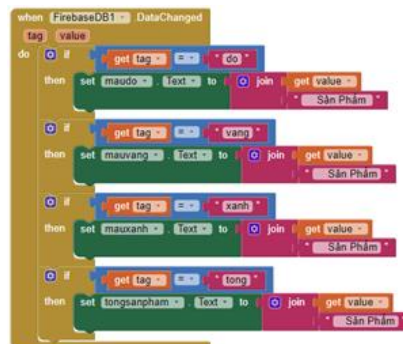 when FirebaseDB1 .DataChanged
tag value
do if get tag = " do "
then set maudo . Text to join get value
" Sản Phẩm "
if get tag = " vang "
then set mauvang . Text to join get value
" Sản Phẩm "
if get tag = " xanh "
then set mauxanh . Text to join get value
" Sản Phẩm "
if get tag = " tong "
then set tongsanpham . Text to join get value
" Sản Phẩm "